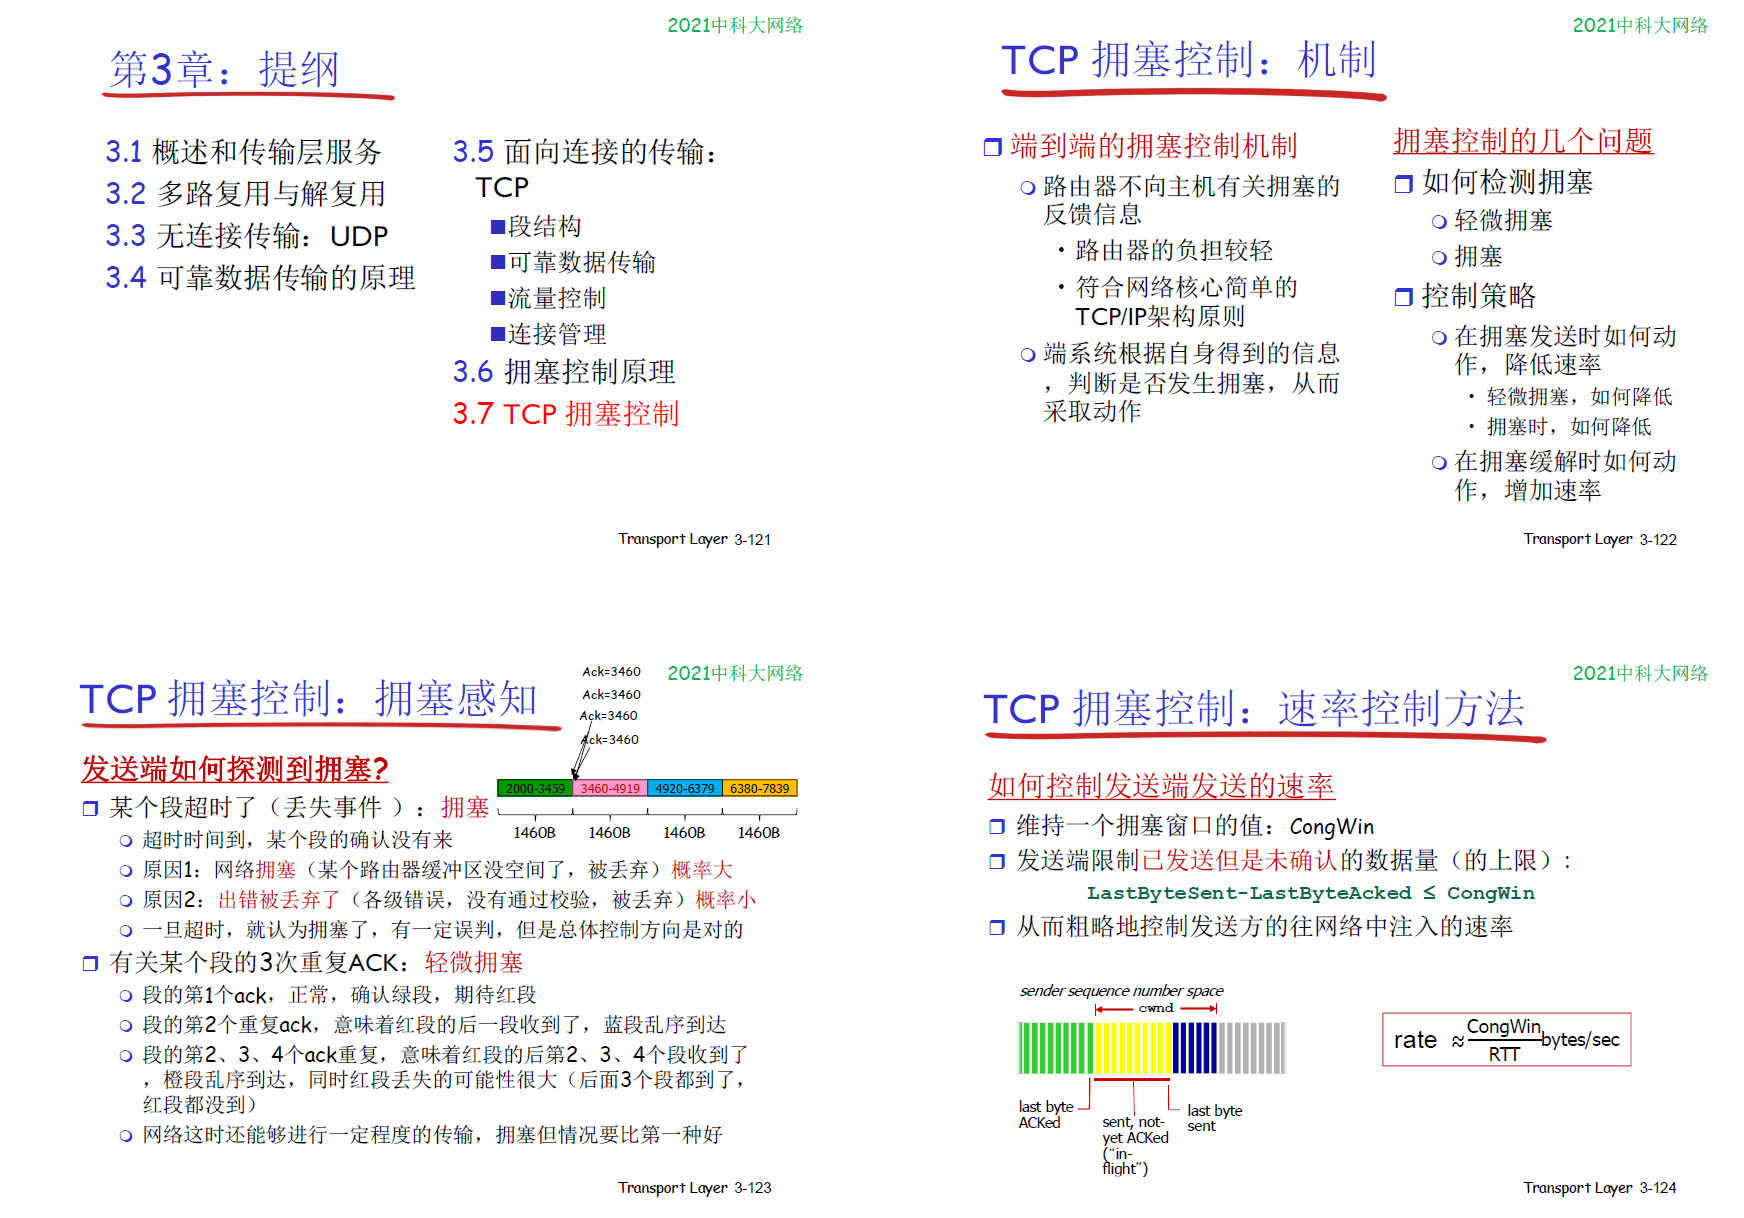 2021中科大网络
第3章：提纲
3.1 概述和传输层服务
3.2 多路复用与解复用
3.3 无连接传输：UDP
3.4 可靠数据传输的原理
3.5 面向连接的传输：
TCP
段结构
可靠数据传输
流量控制
连接管理
3.6 拥塞控制原理
3.7 TCP 拥塞控制
Transport Layer 3-121
2021中科大网络
TCP 拥塞控制：机制
端到端的拥塞控制机制
路由器不向主机有关拥塞的
反馈信息
• 路由器的负担较轻
• 符合网络核心简单的
TCP/IP架构原则
端系统根据自身得到的信息
，判断是否发生拥塞，从而
采取动作
拥塞控制的几个问题
如何检测拥塞
轻微拥塞
拥塞
控制策略
在拥塞发送时如何动
作，降低速率
• 轻微拥塞，如何降低
• 拥塞时，如何降低
在拥塞缓解时如何动
作，增加速率
Transport Layer 3-122
2021中科大网络
TCP 拥塞控制：拥塞感知
Ack=3460
Ack=3460
Ack=3460
Ack=3460
2000-3459 3460-4919 4920-6379 6380-7839
1460B 1460B 1460B 1460B
发送端如何探测到拥塞?
某个段超时了（丢失事件 ）：拥塞
超时时间到，某个段的确认没有来
原因1：网络拥塞（某个路由器缓冲区没空间了，被丢弃）概率大
原因2：出错被丢弃了（各级错误，没有通过校验，被丢弃）概率小
一旦超时，就认为拥塞了，有一定误判，但是总体控制方向是对的
有关某个段的3次重复ACK：轻微拥塞
段的第1个ack，正常，确认绿段，期待红段
段的第2个重复ack，意味着红段的后一段收到了，蓝段乱序到达
段的第2、3、4个ack重复，意味着红段的后第2、3、4个段收到了
，橙段乱序到达，同时红段丢失的可能性很大（后面3个段都到了，
红段都没到）
网络这时还能够进行一定程度的传输，拥塞但情况要比第一种好
Transport Layer 3-123
2021中科大网络
TCP 拥塞控制：速率控制方法
如何控制发送端发送的速率
维持一个拥塞窗口的值：CongWin
发送端限制已发送但是未确认的数据量（的上限）:
LastByteSent-LastByteAcked ≤ CongWin
从而粗略地控制发送方的往网络中注入的速率
sender sequence number space
cwnd
last byte
ACKed
sent, not-
yet ACKed
(“in-
flight”)
last byte
sent
rate ≈ CongWin
RTT
bytes/sec
Transport Layer 3-124